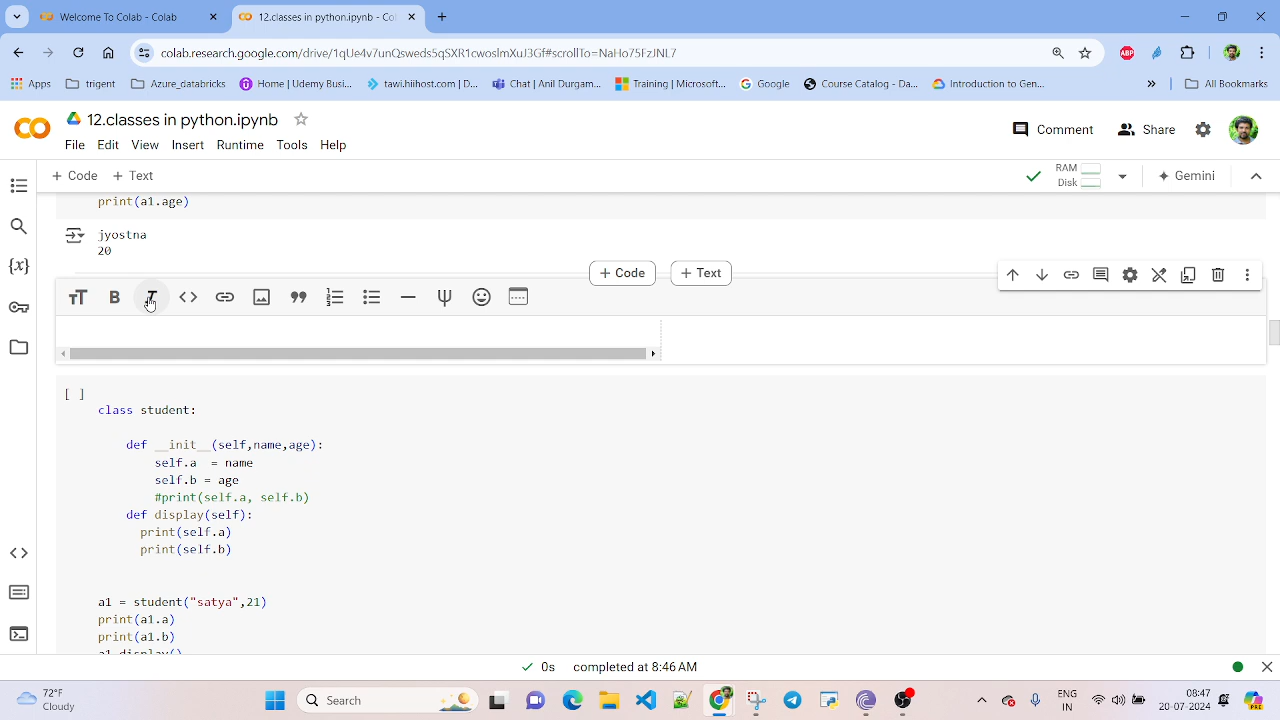 Welcome To Colab - Colab
12.classes in python.ipynb - Col
colab.research.google.com/drive/1qUe4v7unQsweds5qSXR1cwosImXuJ3Gf#scrollTo=NaHo75FzJNL7
Apps
trigent
Azure_databricks
Home | Udemy Busi...
tawi.hiihost.com | D...
Chat | Anil Durgam...
Training | Microsoft...
Google
Course Catalog - Da...
Introduction to Gen...
All Bookmarks
12.classes in python.ipynb
Comment
Share
File Edit View Insert Runtime Tools Help
+ Code + Text
RAM
Disk
Gemini
print(a1.age)
jyostna
20
+ Code
+ Text
[ ]
class student:
def __init__(self,name,age):
self.a = name
self.b = age
#print(self.a, self.b)
def display(self):
print(self.a)
print(self.b)
a1 = student("satya",21)
print(a1.a)
print(a1.b)
a1.display()
0s completed at 8:46 AM
72°F
Cloudy
Search
ENG
IN
08:47
20-07-2024